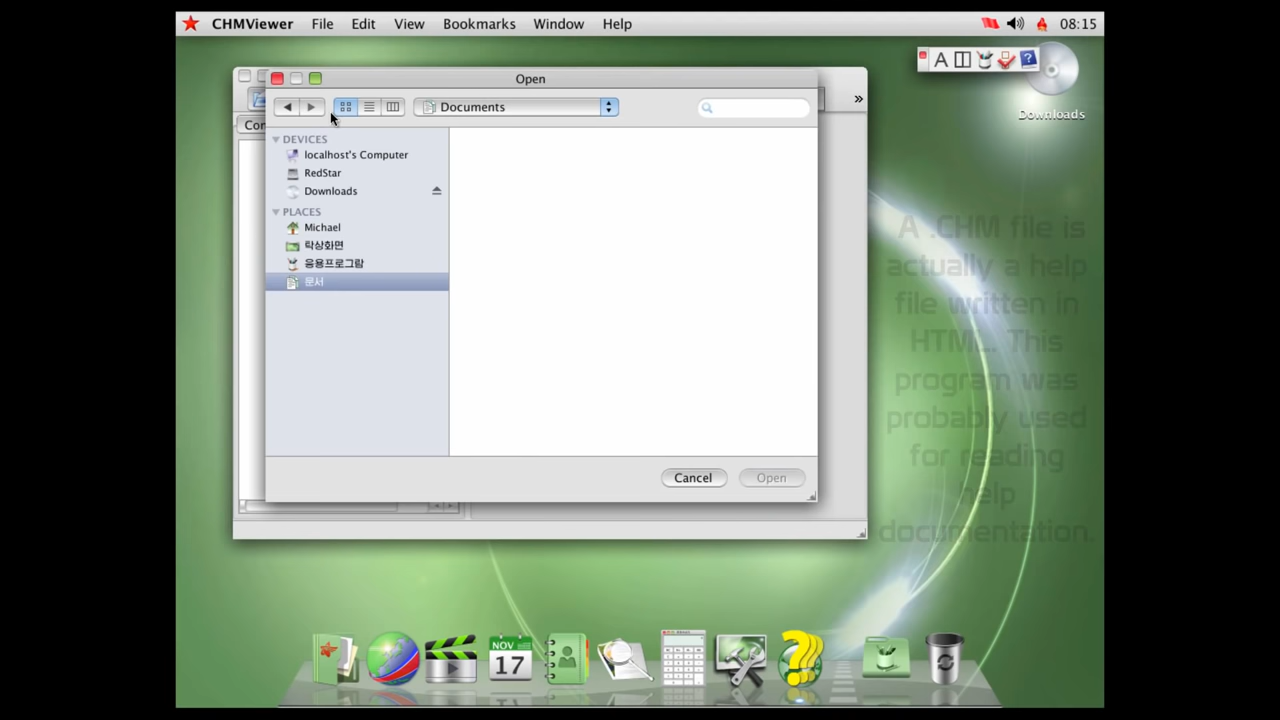 CHMViewer File Edit View Bookmarks Window Help 08:15
A
Downloads
Open
»
Documents
DEVICES
localhost's Computer
RedStar
Downloads
PLACES
Michael
락상화면
응용프로그람
문서
Cancel Open
A .CHM file is
actually a help
file written in
HTML. This
program was
probably used
for reading
help
documentation.
NOV
17